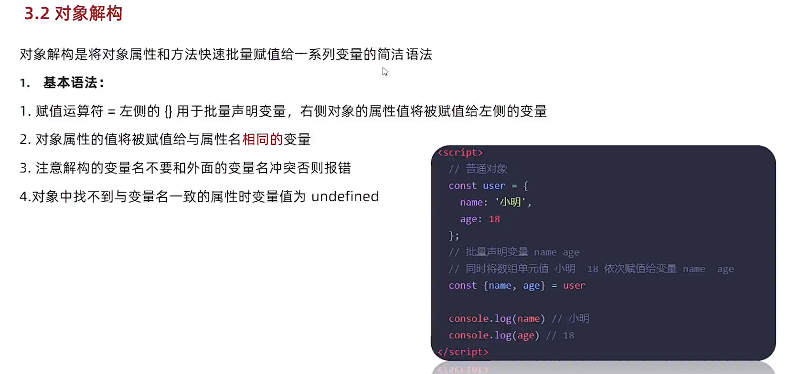 3.2 对象解构
对象解构是将对象属性和方法快速批量赋值给一系列变量的简洁语法
1. 基本语法：
1. 赋值运算符 = 左侧的 {} 用于批量声明变量，右侧对象的属性值将被赋值给左侧的变量
2. 对象属性的值将被赋值给与属性名相同的变量
3. 注意解构的变量名不要和外面的变量名冲突否则报错
4.对象中找不到与变量名一致的属性时变量值为 undefined
<script>
// 普通对象
const user = {
name: '小明',
age: 18
};
// 批量声明变量 name age
// 同时将数组单元值 小明 18 依次赋值给变量 name age
const {name, age} = user
console.log(name) // 小明
console.log(age) // 18
</script>